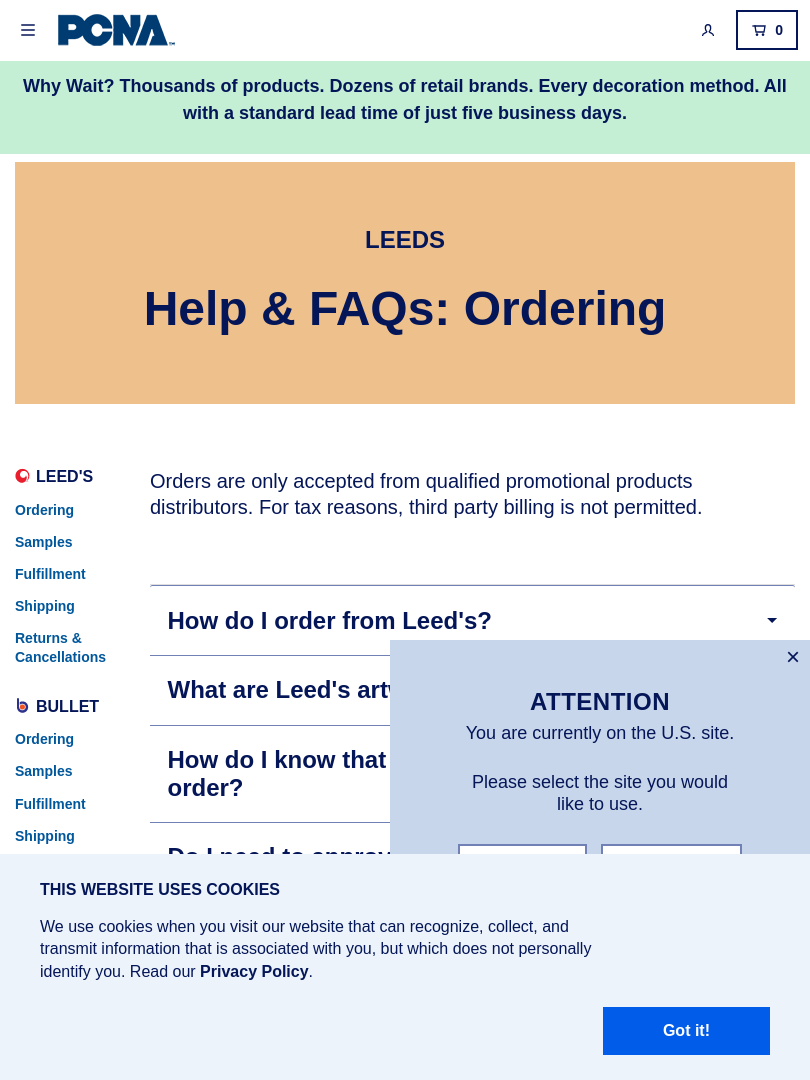 PCNA™
0
Why Wait? Thousands of products. Dozens of retail brands. Every decoration method. All
with a standard lead time of just five business days.
LEEDS
Help & FAQs: Ordering
LEED'S
Ordering
Samples
Fulfillment
Shipping
Returns &
Cancellations
BULLET
Ordering
Samples
Fulfillment
Shipping
Orders are only accepted from qualified promotional products
distributors. For tax reasons, third party billing is not permitted.
How do I order from Leed's?
What are Leed's
How do I know that
order?
Do I need to
ATTENTION
You are currently on the U.S. site.
Please select the site you would
like to use.
THIS WEBSITE USES COOKIES
We use cookies when you visit our website that can recognize, collect, and
transmit information that is associated with you, but which does not personally
identify you. Read our Privacy Policy.
Got it!